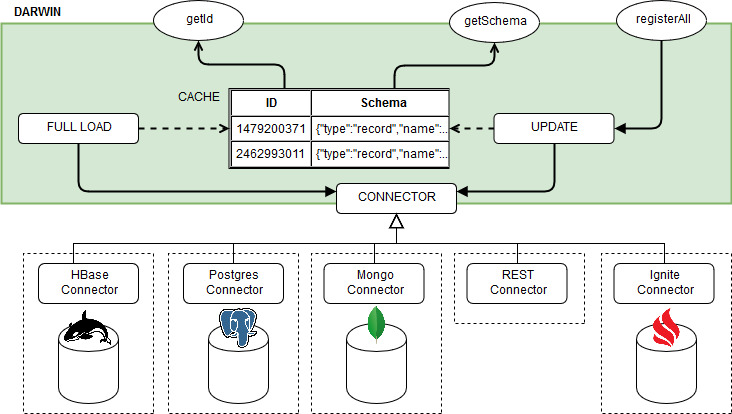 DARWIN
getId
getSchema
registerAll
CACHE
ID
Schema
FULL LOAD
1479200371
{"type":"record","name":..
UPDATE
2462993011
{"type":"record","name":..
CONNECTOR
HBase
Connector
Postgres
Connector
Mongo
Connector
REST
Connector
Ignite
Connector